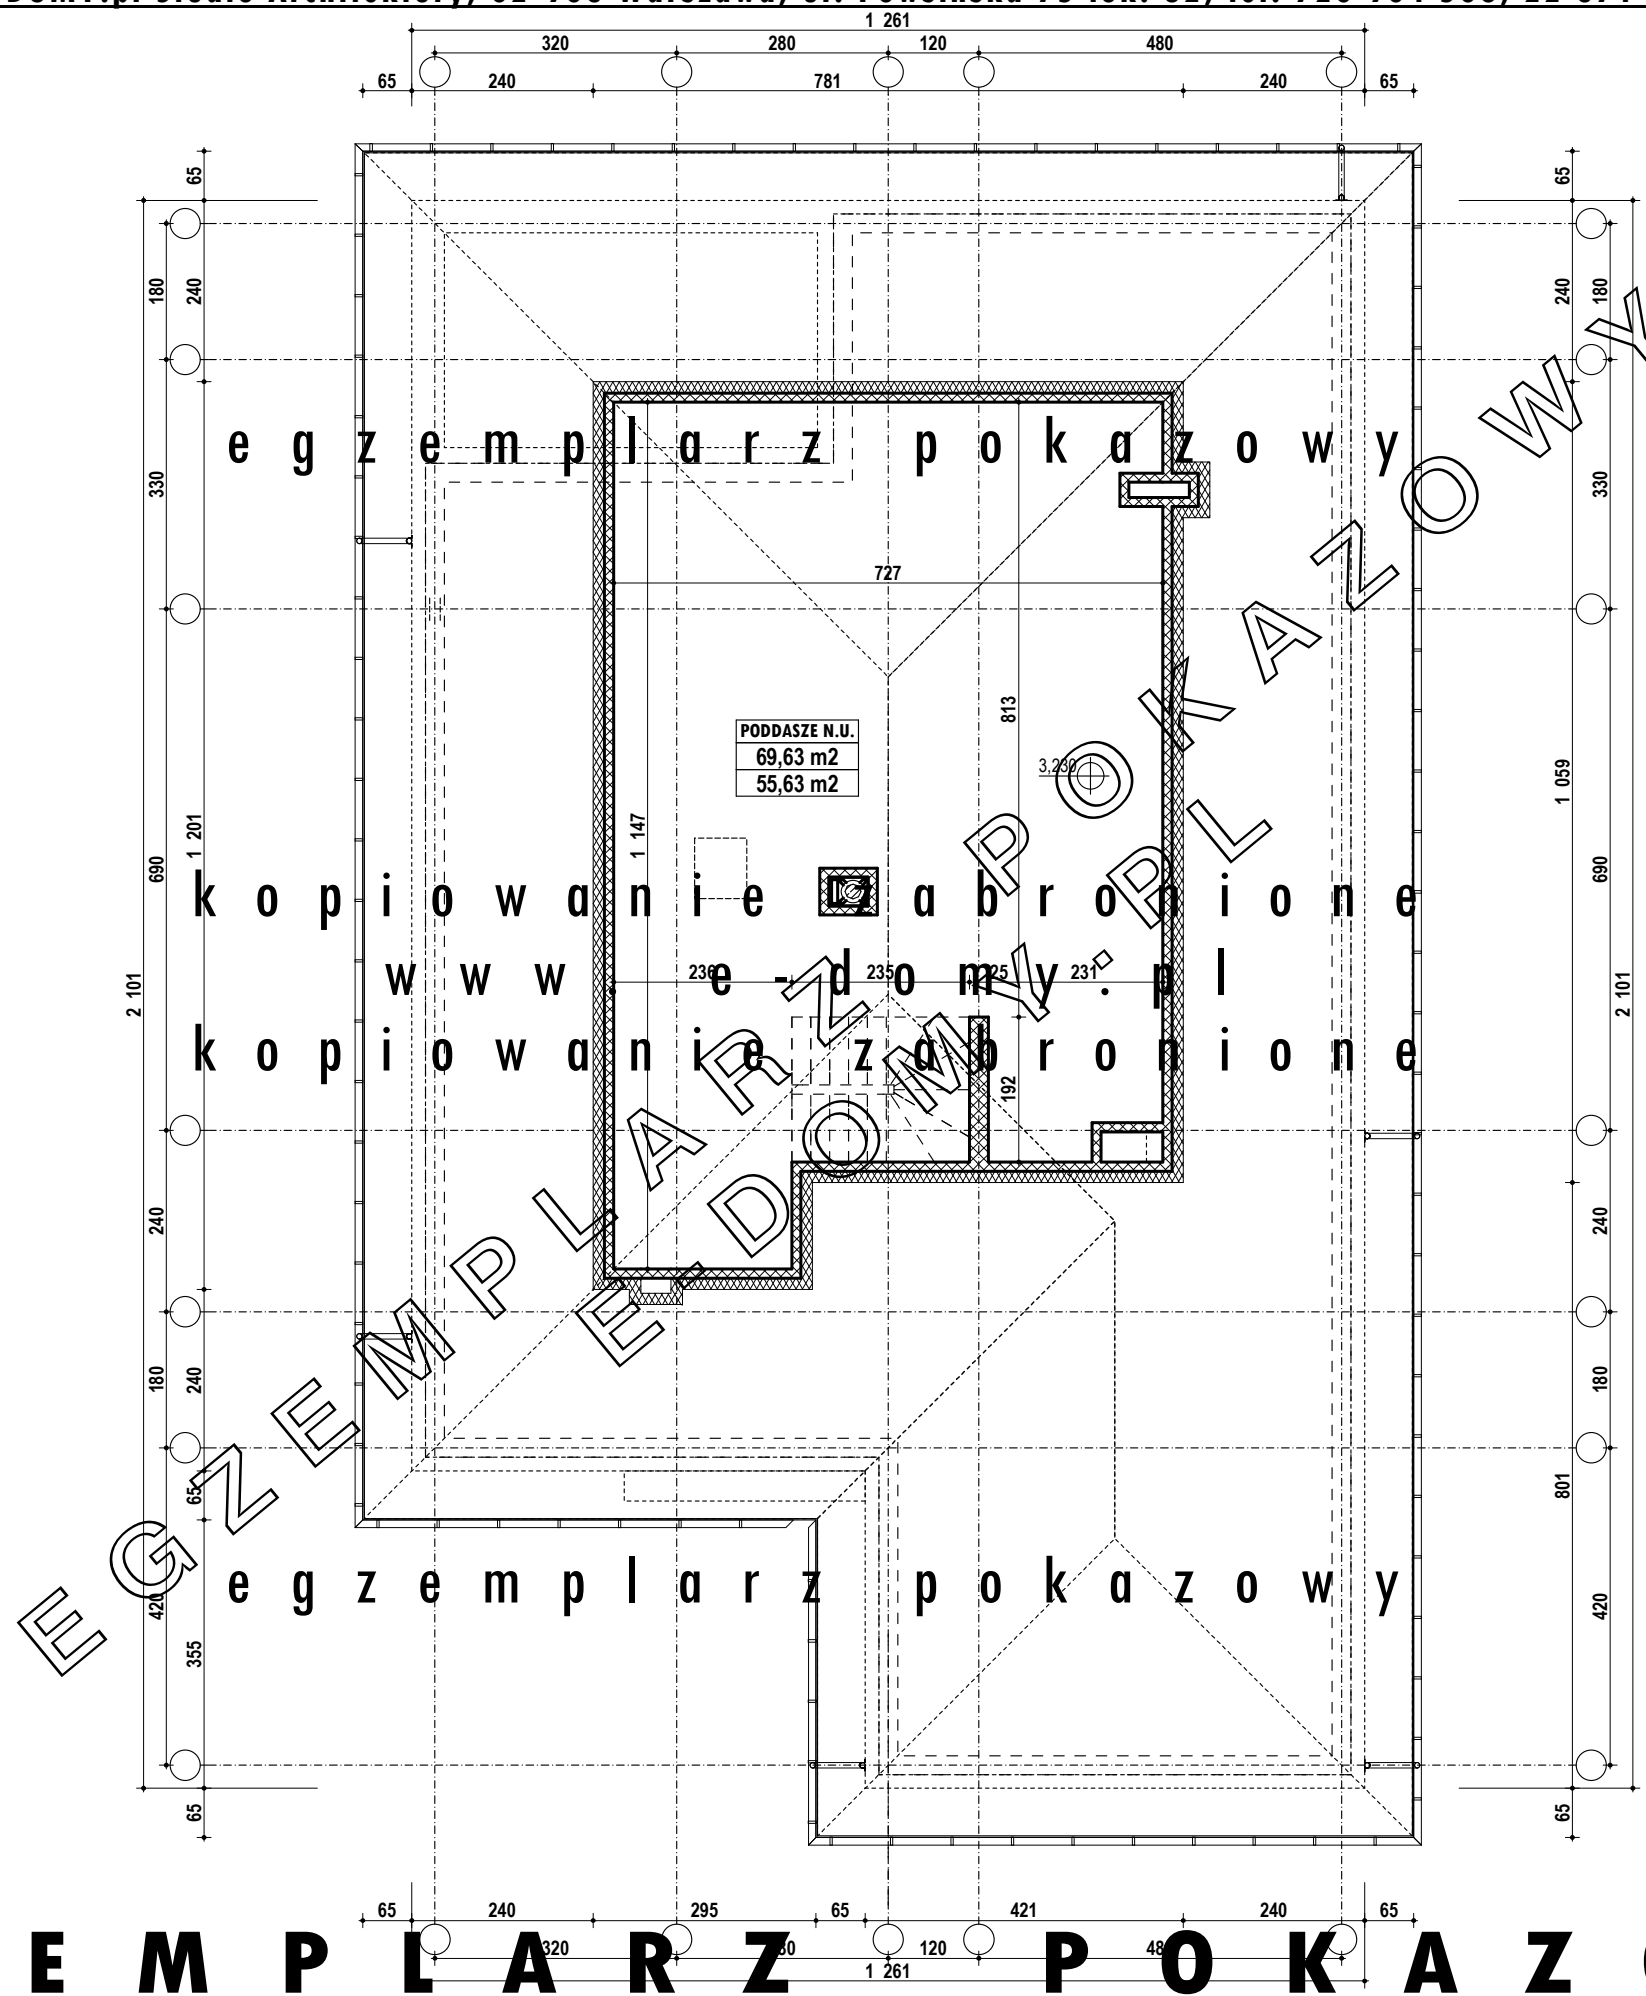 1 261
320 280 120 480
65 240 781 240 65
65 65
180 240 240 180
egzemplarz pokazowy
330 330
727
813
PODDASZE N.U.
69,63 m2
55,63 m2
3,230
1 059
1 201
1 147
690 690
kopiowanie zabronione
236 235 25 231
www e-domy.pl
2 101 2 101
kopiowanie zabronione
192
240 240
180 240 180
65 801
egzemplarz pokazowy
420 420
355
65 65
EGZEMPLARZ POKAZOWY
E-DOMY.PL
65 240 295 65 421 240 65
320 120
1 261
EMPLARZ POKAZ